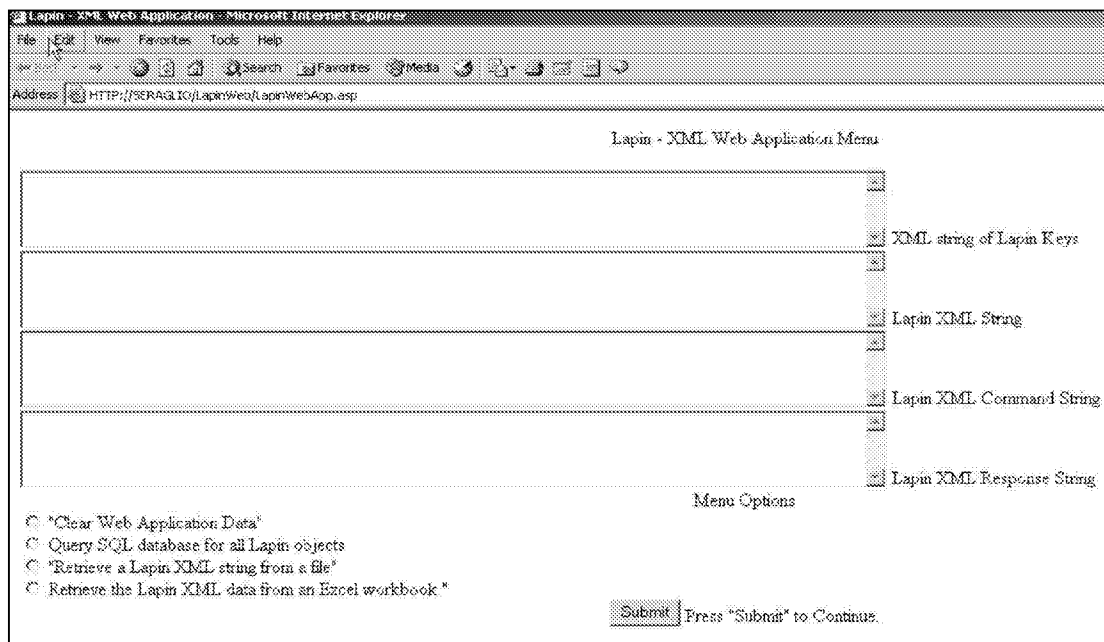 Lapin - XML Web Application - Microsoft Internet Explorer
File Edit View Favorites Tools Help
Search Favorites Media
Address HTTP://SERAGLIO/LapinWeb/LapinWebApp.asp
Lapin - XML Web Application Menu
XML string of Lapin Keys
Lapin XML String
Lapin XML Command String
Lapin XML Response String
Menu Options
"Clear Web Application Data"
Query SQL database for all Lapin objects
"Retrieve a Lapin XML string from a file"
Retrieve the Lapin XML data from an Excel workbook "
Submit Press "Submit" to Continue.